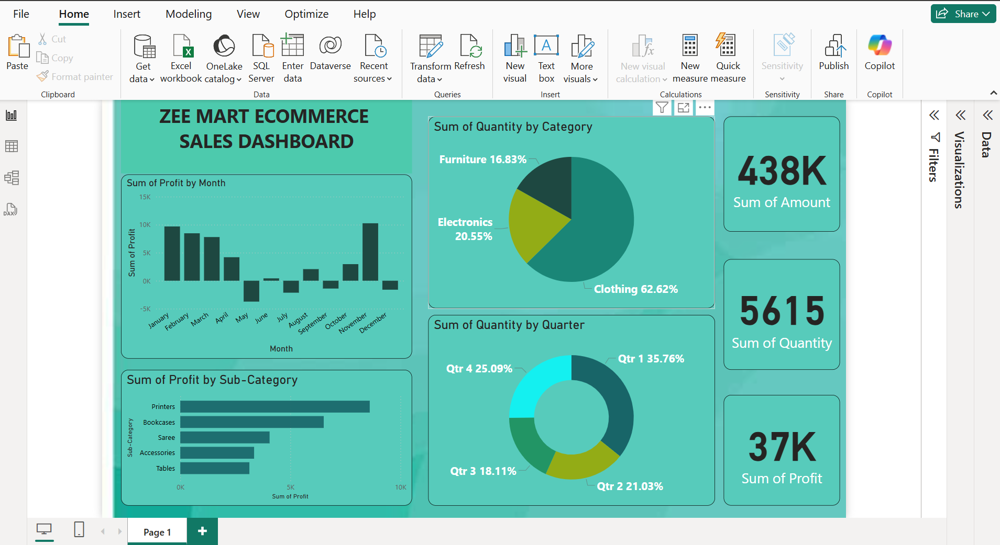 File
Home
Insert
Modeling
View
Optimize
Help
Share
Paste
Cut
Copy
Format painter
Clipboard
Get
data
Excel
workbook
OneLake
catalog
SQL
Server
Enter
data
Dataverse
Recent
sources
Data
Transform
data
Refresh
Queries
New
visual
Text
box
More
visuals
Insert
New visual
calculation
New
measure
Quick
measure
Calculations
Sensitivity
Sensitivity
Publish
Share
Copilot
Copilot
DAX
ZEE MART ECOMMERCE
SALES DASHBOARD
Sum of Profit by Month
Sum of Profit
15K
10K
5K
0K
-5K
January
February
March
April
May
June
July
August
September
October
November
December
Month
Sum of Profit by Sub-Category
Sub-Category
Printers
Bookcases
Saree
Accessories
Tables
0K
5K
10K
Sum of Profit
Sum of Quantity by Category
Furniture 16.83%
Electronics
20.55%
Clothing 62.62%
Sum of Quantity by Quarter
Qtr 1 35.76%
Qtr 4 25.09%
Qtr 3 18.11%
Qtr 2 21.03%
438K
Sum of Amount
5615
Sum of Quantity
37K
Sum of Profit
Filters
Visualizations
Data
Page 1